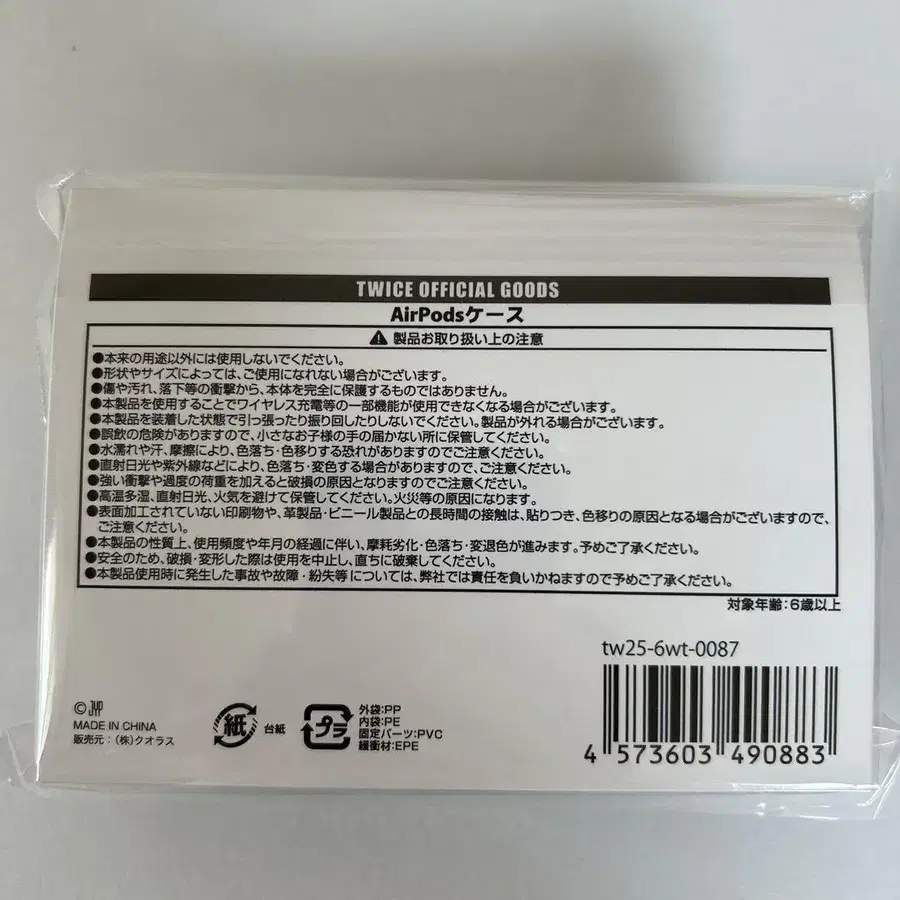 TWICE OFFICIAL GOODS
AirPodsケース
製品お取り扱い上の注意
●本来の用途以外には使用しないでください。
●形状やサイズによっては、ご使用になれない場合がございます。
●傷や汚れ、落下等の衝撃から、本体を完全に保護するものではありません。
●本製品を使用することでワイヤレス充電等の一部機能が使用できなくなる場合がございます。
●本製品を装着した状態で引っ張ったり振り回したりしないでください。製品が外れる場合がございます。
●誤飲の危険がありますので、小さなお子様の手の届かない所に保管してください。
●水濡れや汗、摩擦により、色落ち・色移りする恐れがありますのでご注意ください。
●直射日光や紫外線などにより、色落ち・変色する場合がありますので、ご注意ください。
●強い衝撃や過度の荷重を加えると破損の原因となりますのでご注意ください。
●高温多湿、直射日光、火気を避けて保管してください。火災等の原因になります。
●表面加工されていない印刷物や、革製品・ビニール製品との長時間の接触は、貼りつき、色移りの原因となる場合がございますので、
ご注意ください。
●本製品の性質上、使用頻度や年月の経過に伴い、摩耗劣化・色落ち・変退色が進みます。予めご了承ください。
●安全のため、破損・変形した際は使用を中止し、直ちに破棄してください。
●本製品使用時に発生した事故や故障・紛失等については、弊社では責任を負いかねますので予めご了承ください。
対象年齢：6歳以上
tw25-6wt-0087
© JYP
MADE IN CHINA
販売元：（株）クオラス
紙 台紙
プラ
外袋:PP
内袋:PE
固定パーツ:PVC
緩衝材:EPE
4 573603 490883